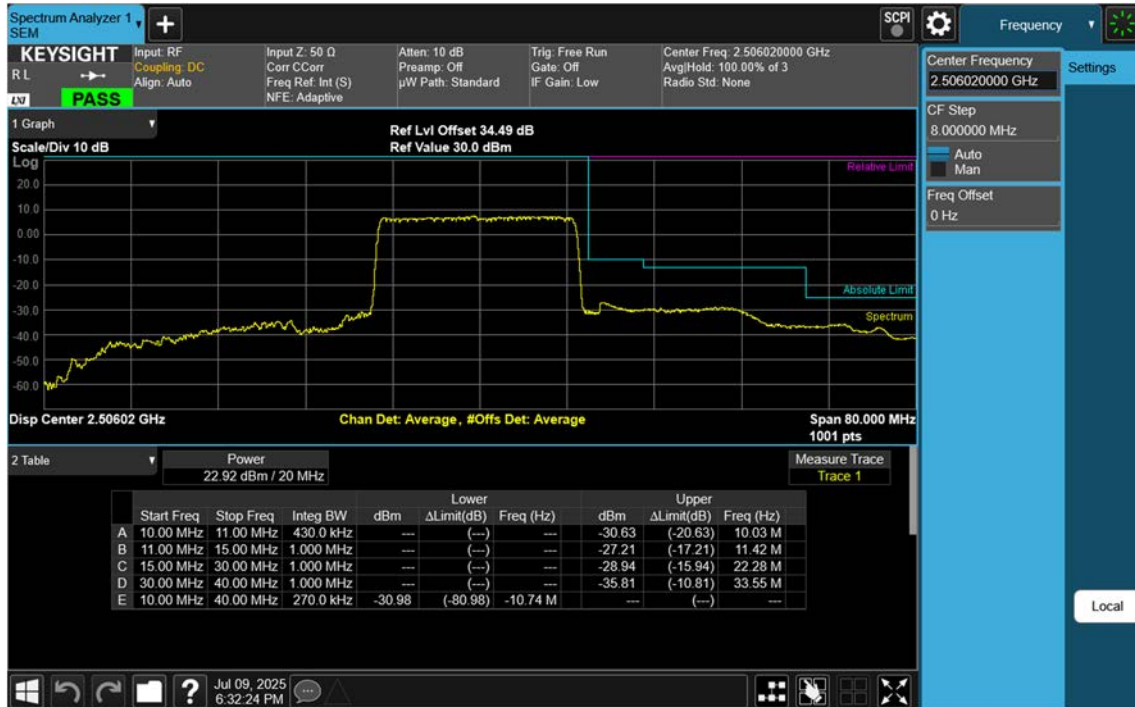 Spectrum Analyzer 1
SEM
SCPI
Frequency
KEYSIGHT
R L
LXI
PASS
Input: RF
Coupling: DC
Align: Auto
Input Z: 50 Ω
Corr CCorr
Freq Ref: Int (S)
NFE: Adaptive
Atten: 10 dB
Preamp: Off
µW Path: Standard
Trig: Free Run
Gate: Off
IF Gain: Low
Center Freq: 2.506020000 GHz
Avg|Hold: 100.00% of 3
Radio Std: None
Center Frequency
2.506020000 GHz
Settings
CF Step
8.000000 MHz
Auto
Man
Freq Offset
0 Hz
1 Graph
Scale/Div 10 dB
Ref Lvl Offset 34.49 dB
Ref Value 30.0 dBm
Log
20.0
10.0
0.00
-10.0
-20.0
-30.0
-40.0
-50.0
-60.0
Relative Limit
Absolute Limit
Spectrum
Disp Center 2.50602 GHz
Chan Det: Average, #Offs Det: Average
Span 80.000 MHz
1001 pts
2 Table
Power
22.92 dBm / 20 MHz
Measure Trace
Trace 1
Lower Upper
Start Freq Stop Freq Integ BW dBm ΔLimit(dB) Freq (Hz) dBm ΔLimit(dB) Freq (Hz)
A 10.00 MHz 11.00 MHz 430.0 kHz --- (---) --- -30.63 (-20.63) 10.03 M
B 11.00 MHz 15.00 MHz 1.000 MHz --- (---) --- -27.21 (-17.21) 11.42 M
C 15.00 MHz 30.00 MHz 1.000 MHz --- (---) --- -28.94 (-15.94) 22.28 M
D 30.00 MHz 40.00 MHz 1.000 MHz --- (---) --- -35.81 (-10.81) 33.55 M
E 10.00 MHz 40.00 MHz 270.0 kHz -30.98 (-80.98) -10.74 M --- (---) ---
Local
?
Jul 09, 2025
6:32:24 PM